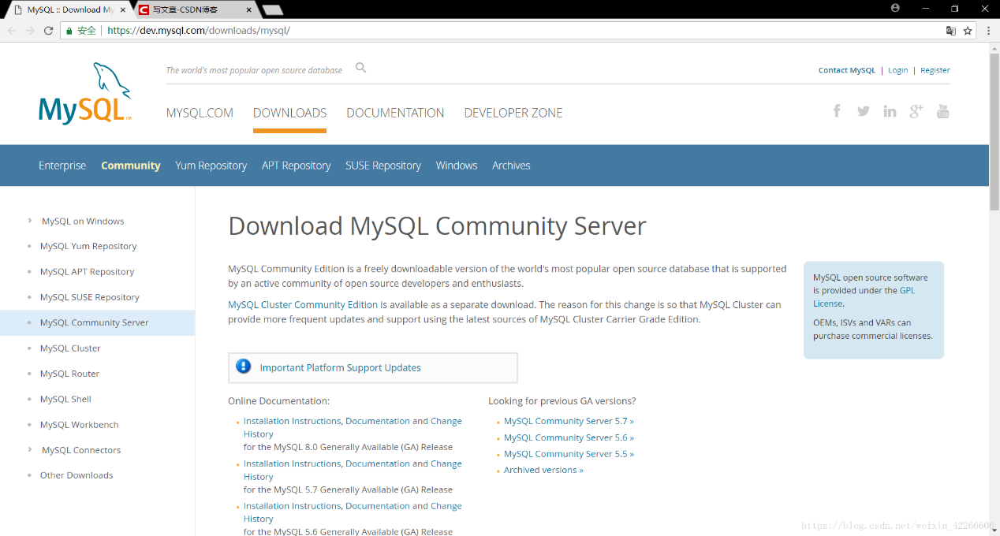 MySQL :: Download My
写文章-CSDN博客
安全 https://dev.mysql.com/downloads/mysql/
MySQL™
The world's most popular open source database
Contact MySQL | Login | Register
MYSQL.COM DOWNLOADS DOCUMENTATION DEVELOPER ZONE
Enterprise Community Yum Repository APT Repository SUSE Repository Windows Archives
MySQL on Windows
MySQL Yum Repository
MySQL APT Repository
MySQL SUSE Repository
MySQL Community Server
MySQL Cluster
MySQL Router
MySQL Shell
MySQL Workbench
MySQL Connectors
Other Downloads
Download MySQL Community Server
MySQL Community Edition is a freely downloadable version of the world's most popular open source database that is supported
by an active community of open source developers and enthusiasts.
MySQL Cluster Community Edition is available as a separate download. The reason for this change is so that MySQL Cluster can
provide more frequent updates and support using the latest sources of MySQL Cluster Carrier Grade Edition.
MySQL open source software
is provided under the GPL
License.
OEMs, ISVs and VARs can
purchase commercial licenses.
Important Platform Support Updates
Online Documentation:
Installation Instructions, Documentation and Change
History
for the MySQL 8.0 Generally Available (GA) Release
Installation Instructions, Documentation and Change
History
for the MySQL 5.7 Generally Available (GA) Release
Installation Instructions, Documentation and Change
History
for the MySQL 5.6 Generally Available (GA) Release
Looking for previous GA versions?
MySQL Community Server 5.7 »
MySQL Community Server 5.6 »
MySQL Community Server 5.5 »
Archived versions »
https://blog.csdn.net/weixin_42266606